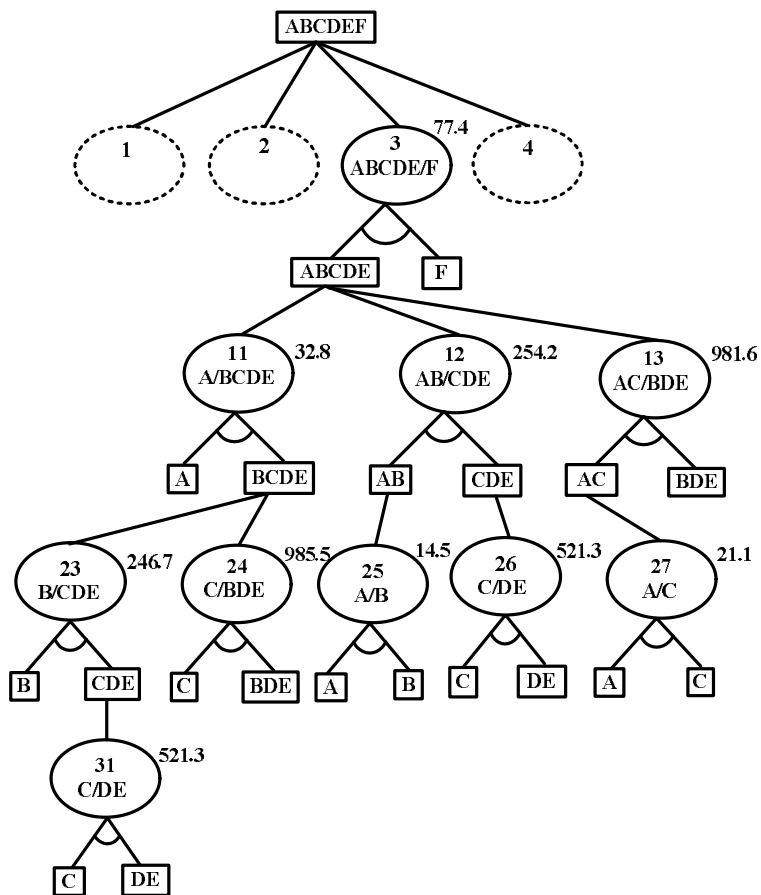 ABCDEF
77.4
1
2
3
ABCDE/F
4
ABCDE
F
11
A/BCDE
32.8
12
AB/CDE
254.2
13
AC/BDE
981.6
A
BCDE
AB
CDE
AC
BDE
23
B/CDE
246.7
24
C/BDE
985.5
25
A/B
14.5
26
C/DE
521.3
27
A/C
21.1
B
CDE
C
BDE
A
B
C
DE
A
C
31
C/DE
521.3
C
DE